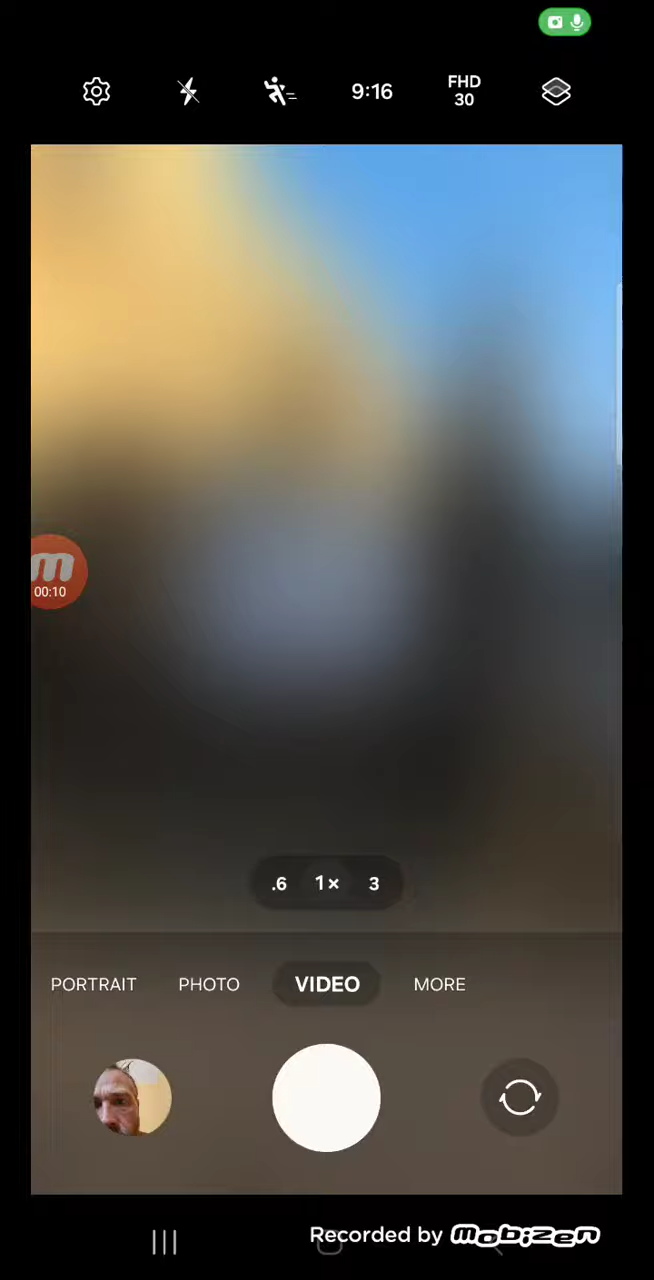 9:16
FHD
30
m
00:10
.6 1× 3
PORTRAIT PHOTO VIDEO MORE
Recorded by mobizen